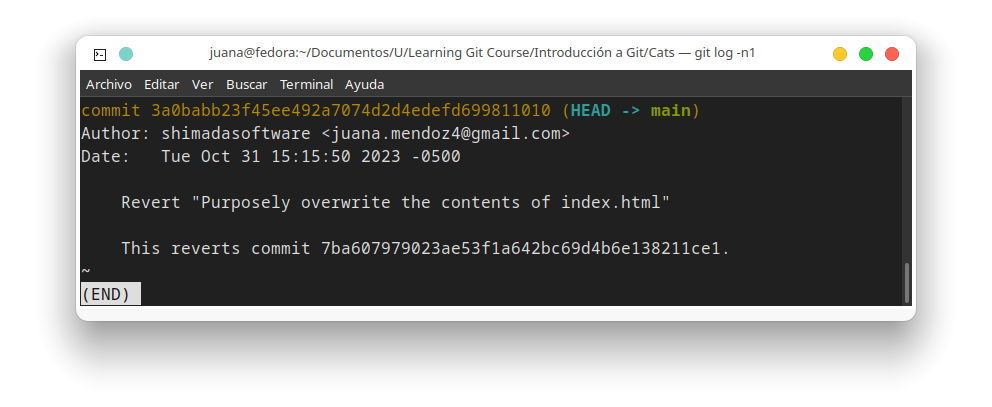 juana@fedora:~/Documentos/U/Learning Git Course/Introducción a Git/Cats — git log -n1
Archivo Editar Ver Buscar Terminal Ayuda
commit 3a0babb23f45ee492a7074d2d4edefd699811010 (HEAD -> main)
Author: shimadasoftware <juana.mendoz4@gmail.com>
Date:   Tue Oct 31 15:15:50 2023 -0500
    Revert "Purposely overwrite the contents of index.html"
    This reverts commit 7ba607979023ae53f1a642bc69d4b6e138211ce1.
~
(END)